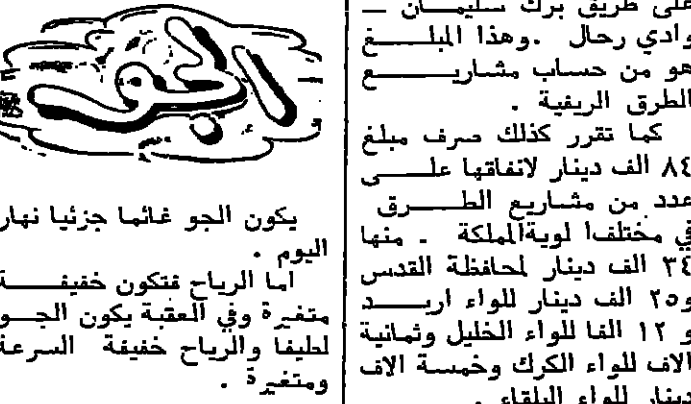 على طريق برك سليمان –
وادي رحال . وهذا المبلغ
هو من حساب مشاريع
الطرق الريفية .
كما تقرر كذلك صرف مبلغ
٨٤ الف دينار لانفاقها على
عدد من مشاريع الطرق
في مختلفا لويةالملكة . منها
٣٤ الف دينار لمحافظة القدس
و٢٥ الف دينار للواء اربد
و ١٢ الفا للواء الخليل وثمانية
الاف للواء الكرك وخمسة الاف
دينار للواء البلقاء .
الجو
يكون الجو غائما جزئيا نهار
اليوم .
اما الرياح فتكون خفيفة
متغيرة وفي العقبة يكون الجو
لطيفا والرياح خفيفة السرعة
ومتغيرة .